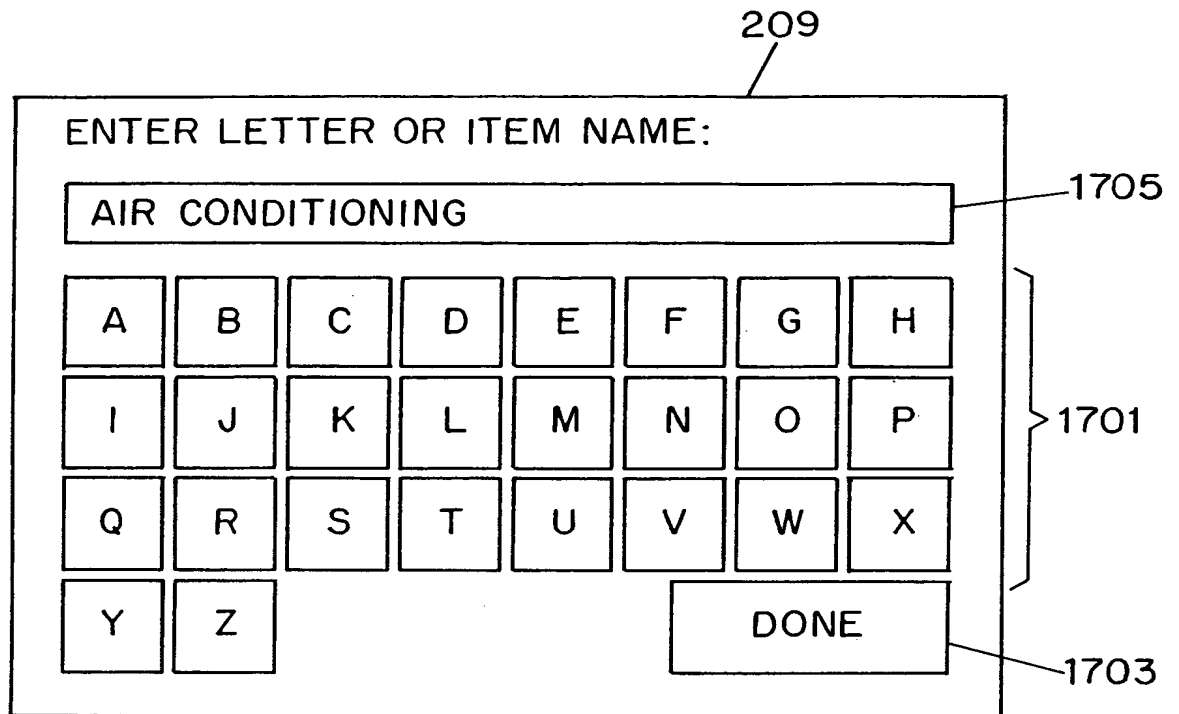 209
ENTER LETTER OR ITEM NAME:
AIR CONDITIONING 1705
A B C D E F G H
I J K L M N O P 1701
Q R S T U V W X
Y Z DONE
1703